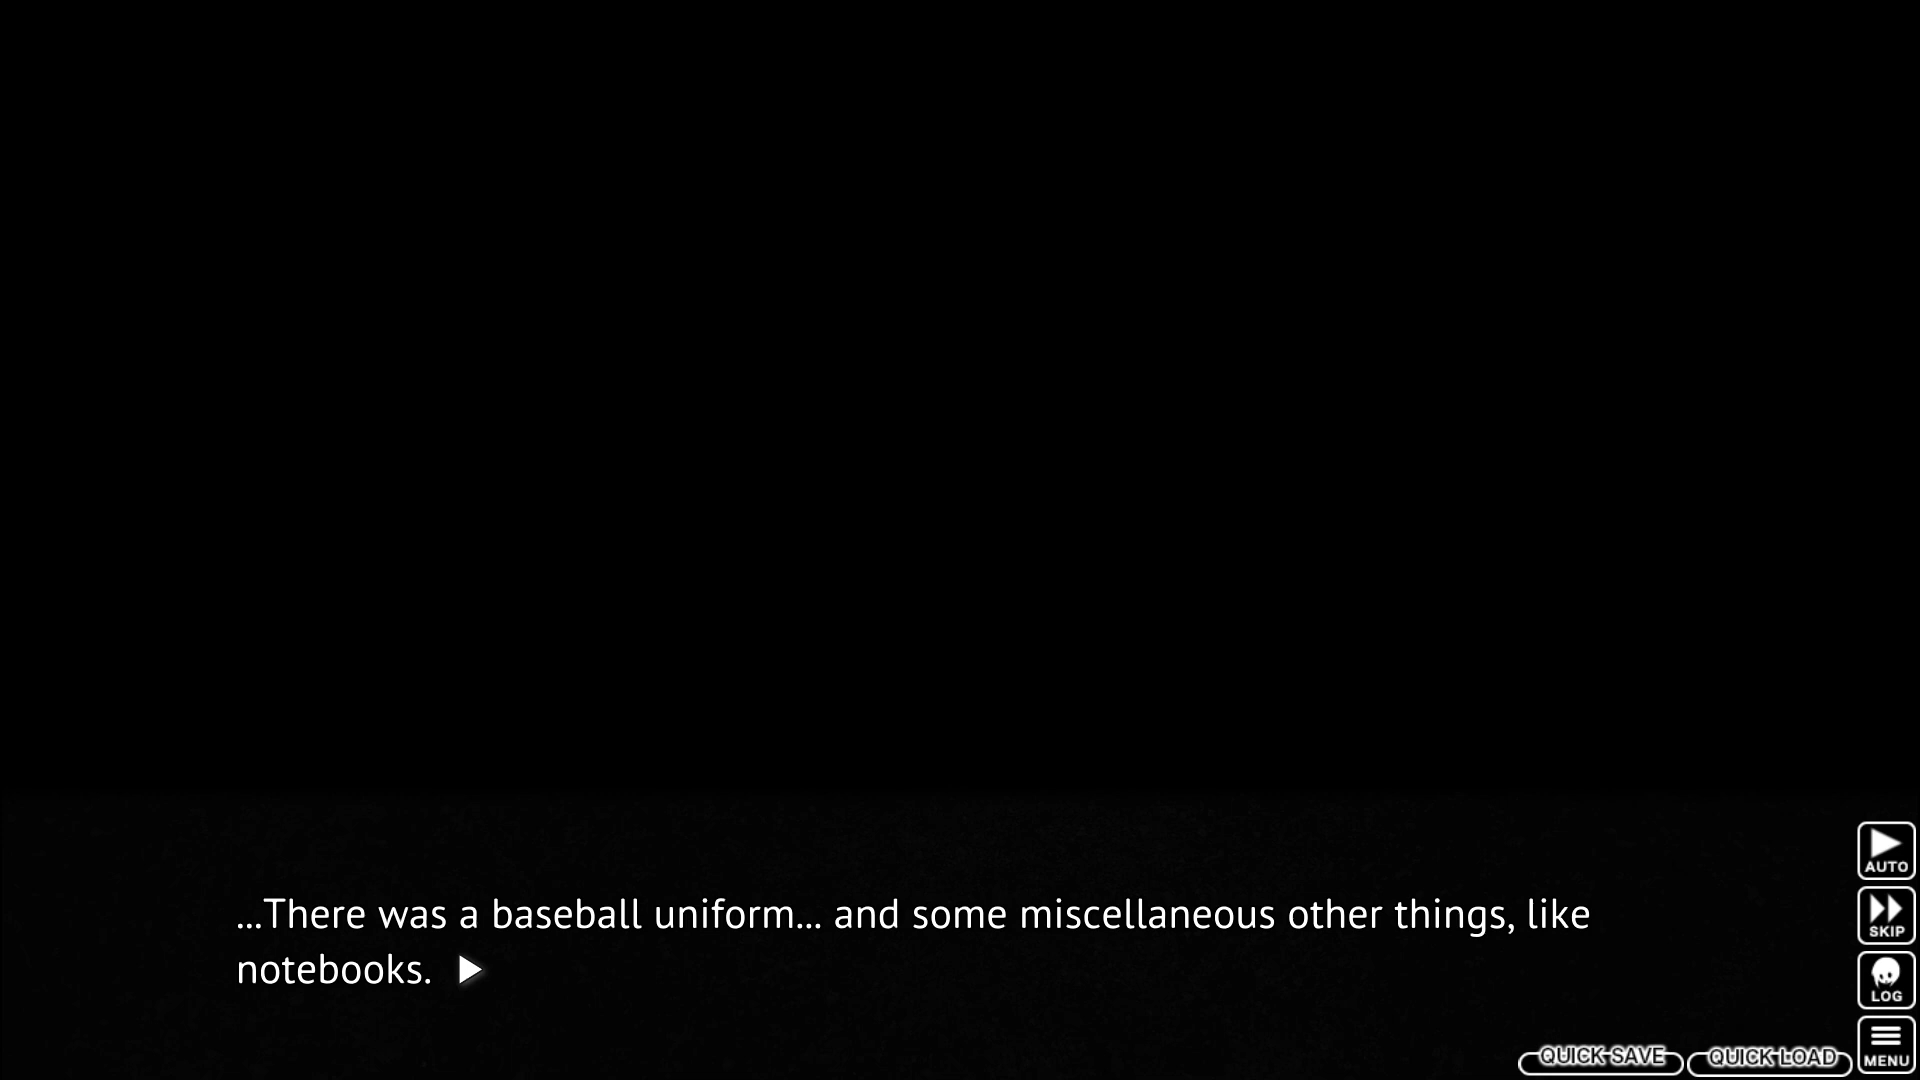 ...There was a baseball uniform... and some miscellaneous other things, like
notebooks.
AUTO
SKIP
LOG
MENU
QUICK SAVE
QUICK LOAD